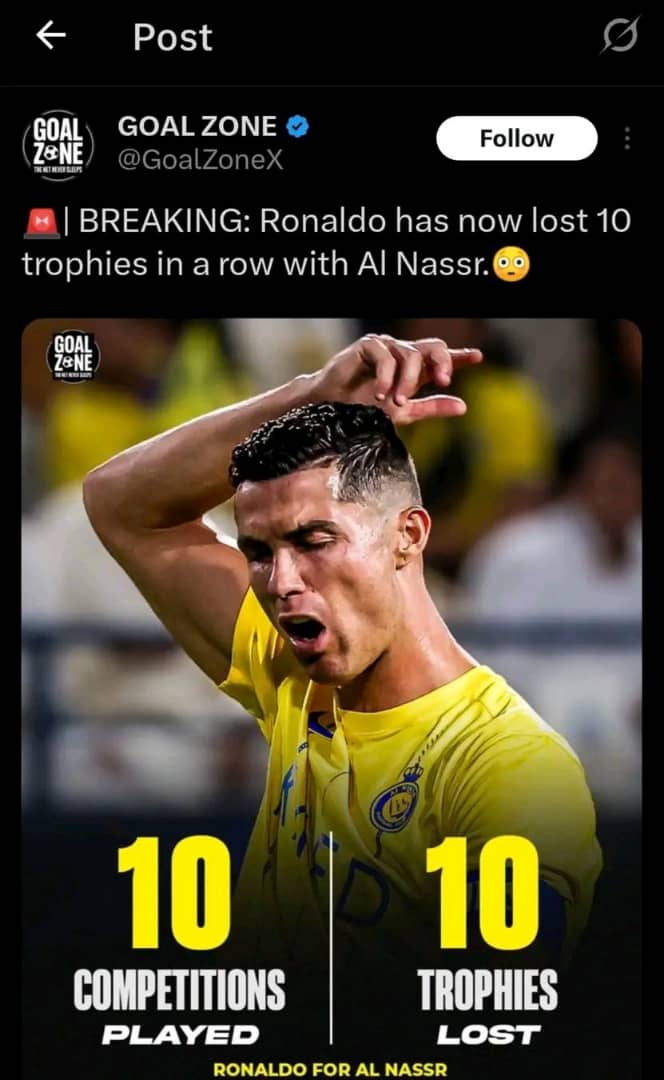 Post
GOAL ZONE
@GoalZoneX
Follow
GOAL
ZONE
THE NET NEVER SLEEPS
🚨| BREAKING: Ronaldo has now lost 10
trophies in a row with Al Nassr.😳
GOAL
ZONE
THE NET NEVER SLEEPS
10
COMPETITIONS
PLAYED
10
TROPHIES
LOST
RONALDO FOR AL NASSR